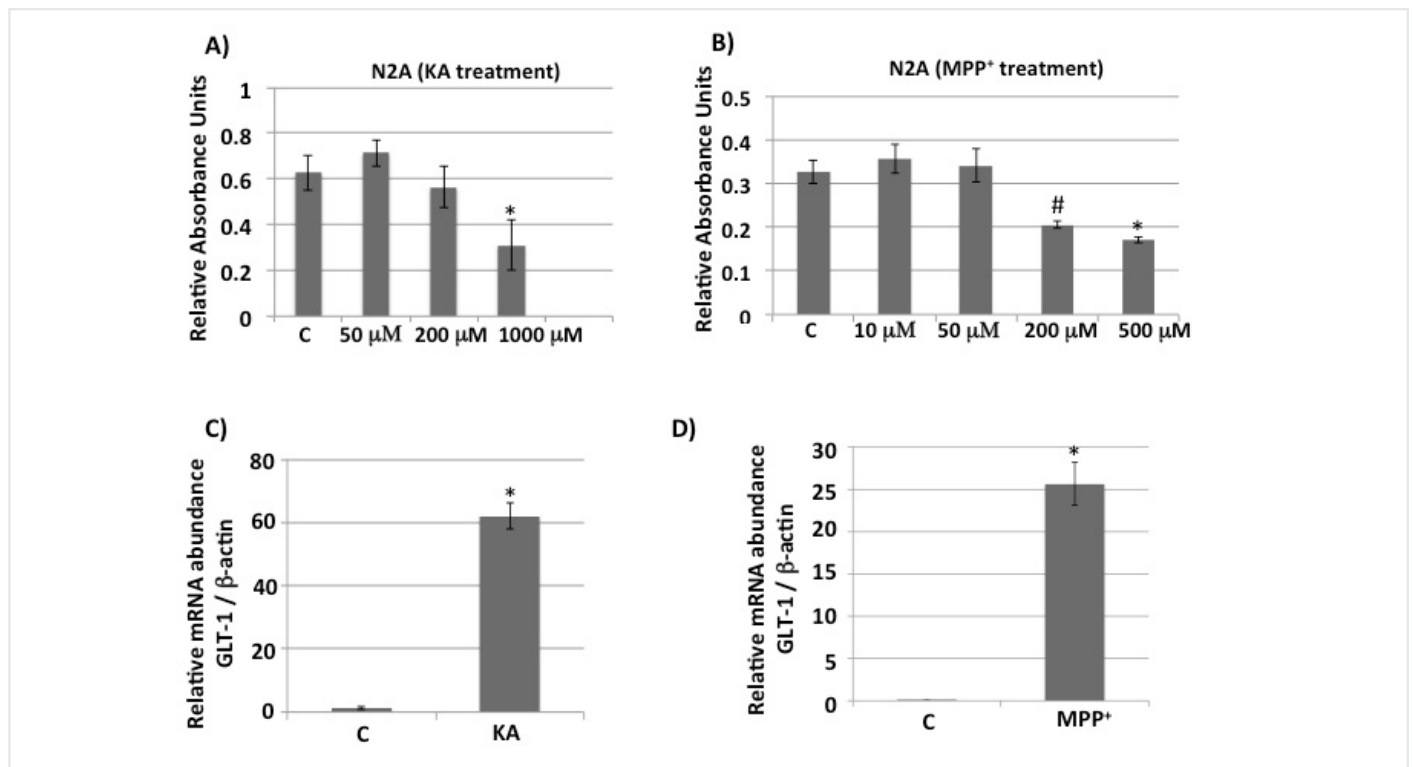 A)
N2A (KA treatment)
Relative Absorbance Units
1
0.8
0.6
0.4
0.2
0
*
C 50 μM 200 μM 1000 μM
B)
N2A (MPP⁺ treatment)
Relative Absorbance Units
0.5
0.4
0.3
0.2
0.1
0
#
*
C 10 μM 50 μM 200 μM 500 μM
C)
Relative mRNA abundance
GLT-1 / β-actin
80
60
40
20
0
*
C KA
D)
Relative mRNA abundance
GLT-1 / β-actin
30
25
20
15
10
5
0
*
C MPP⁺